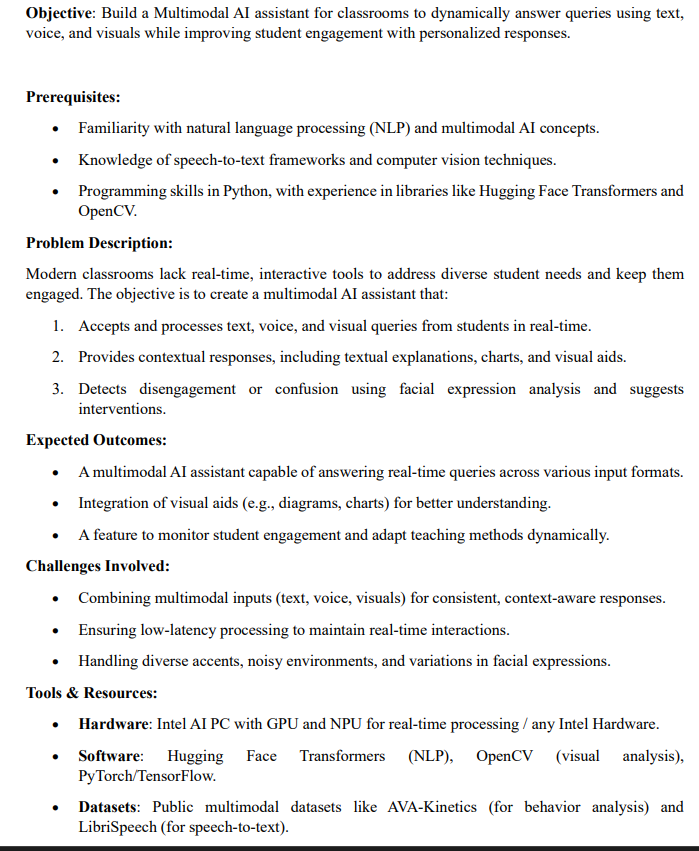 Objective: Build a Multimodal AI assistant for classrooms to dynamically answer queries using text,
voice, and visuals while improving student engagement with personalized responses.
Prerequisites:
• Familiarity with natural language processing (NLP) and multimodal AI concepts.
• Knowledge of speech-to-text frameworks and computer vision techniques.
• Programming skills in Python, with experience in libraries like Hugging Face Transformers and
OpenCV.
Problem Description:
Modern classrooms lack real-time, interactive tools to address diverse student needs and keep them
engaged. The objective is to create a multimodal AI assistant that:
1. Accepts and processes text, voice, and visual queries from students in real-time.
2. Provides contextual responses, including textual explanations, charts, and visual aids.
3. Detects disengagement or confusion using facial expression analysis and suggests
interventions.
Expected Outcomes:
• A multimodal AI assistant capable of answering real-time queries across various input formats.
• Integration of visual aids (e.g., diagrams, charts) for better understanding.
• A feature to monitor student engagement and adapt teaching methods dynamically.
Challenges Involved:
• Combining multimodal inputs (text, voice, visuals) for consistent, context-aware responses.
• Ensuring low-latency processing to maintain real-time interactions.
• Handling diverse accents, noisy environments, and variations in facial expressions.
Tools & Resources:
• Hardware: Intel AI PC with GPU and NPU for real-time processing / any Intel Hardware.
• Software: Hugging Face Transformers (NLP), OpenCV (visual analysis),
PyTorch/TensorFlow.
• Datasets: Public multimodal datasets like AVA-Kinetics (for behavior analysis) and
LibriSpeech (for speech-to-text).